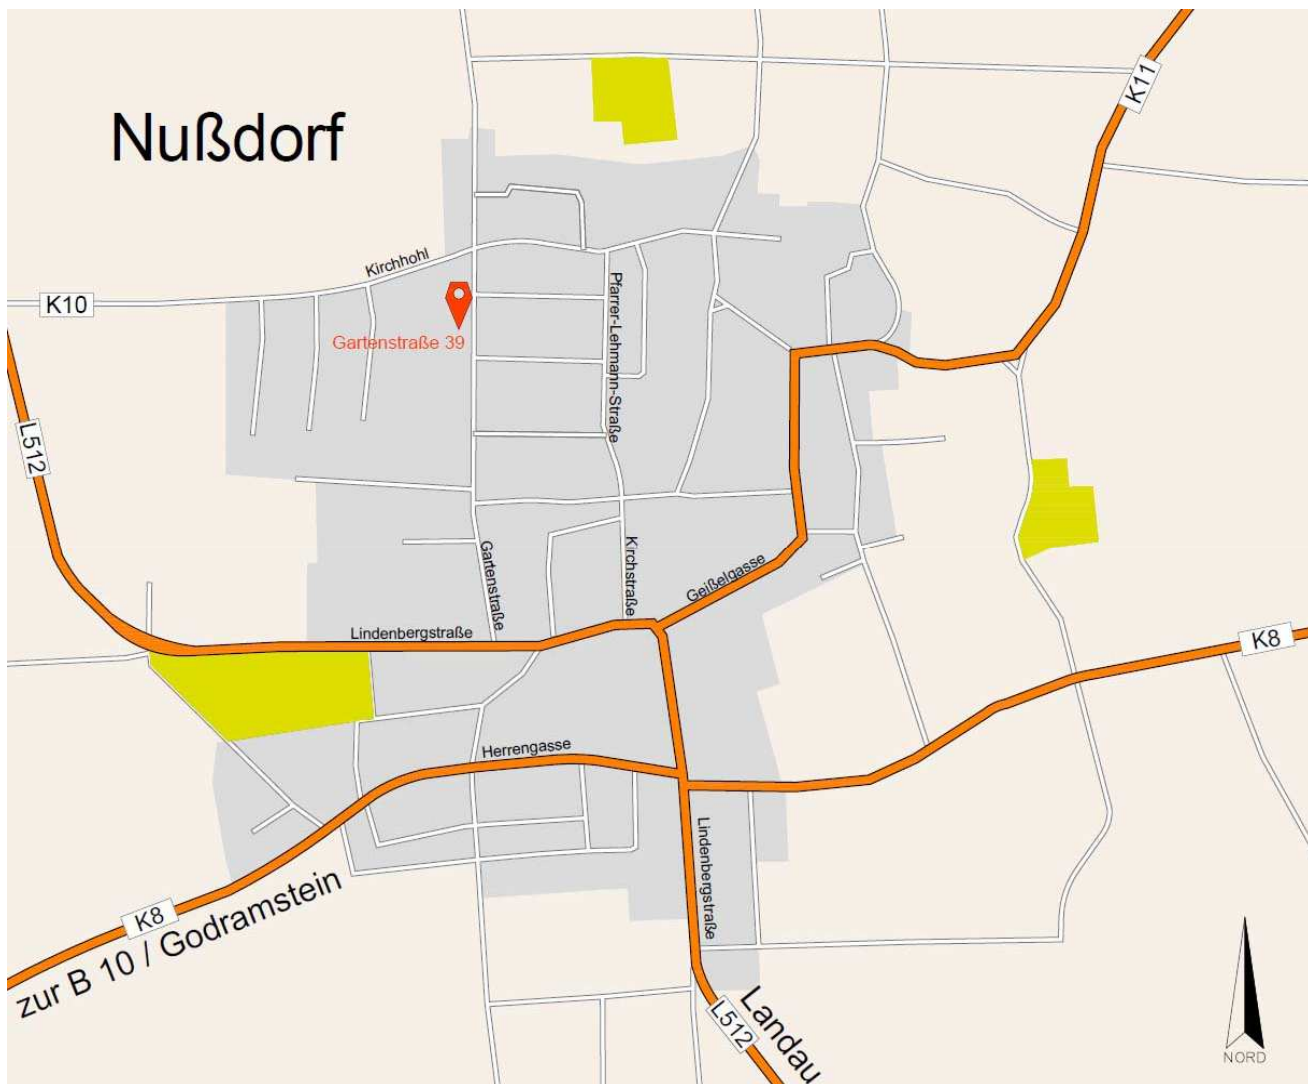 K11
Nußdorf
Kirchhohl
K10
Pfarrer-Lehmann-Straße
Gartenstraße 39
L512
Gartenstraße
Kirchstraße
Geißelgasse
Lindenbergstraße
K8
Herrengasse
Lindenbergstraße
K8
zur B 10 / Godramstein
Landau
L512
NORD